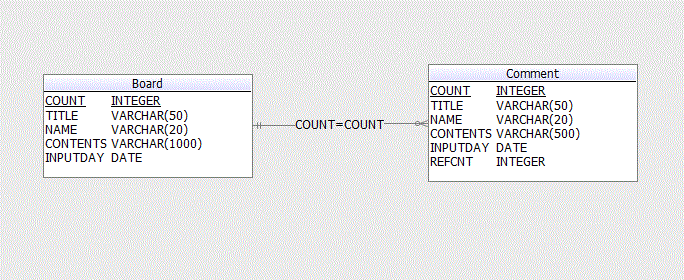 Board
COUNT INTEGER
TITLE VARCHAR(50)
NAME VARCHAR(20)
CONTENTS VARCHAR(1000)
INPUTDAY DATE
COUNT=COUNT
Comment
COUNT INTEGER
TITLE VARCHAR(50)
NAME VARCHAR(20)
CONTENTS VARCHAR(500)
INPUTDAY DATE
REFCNT INTEGER